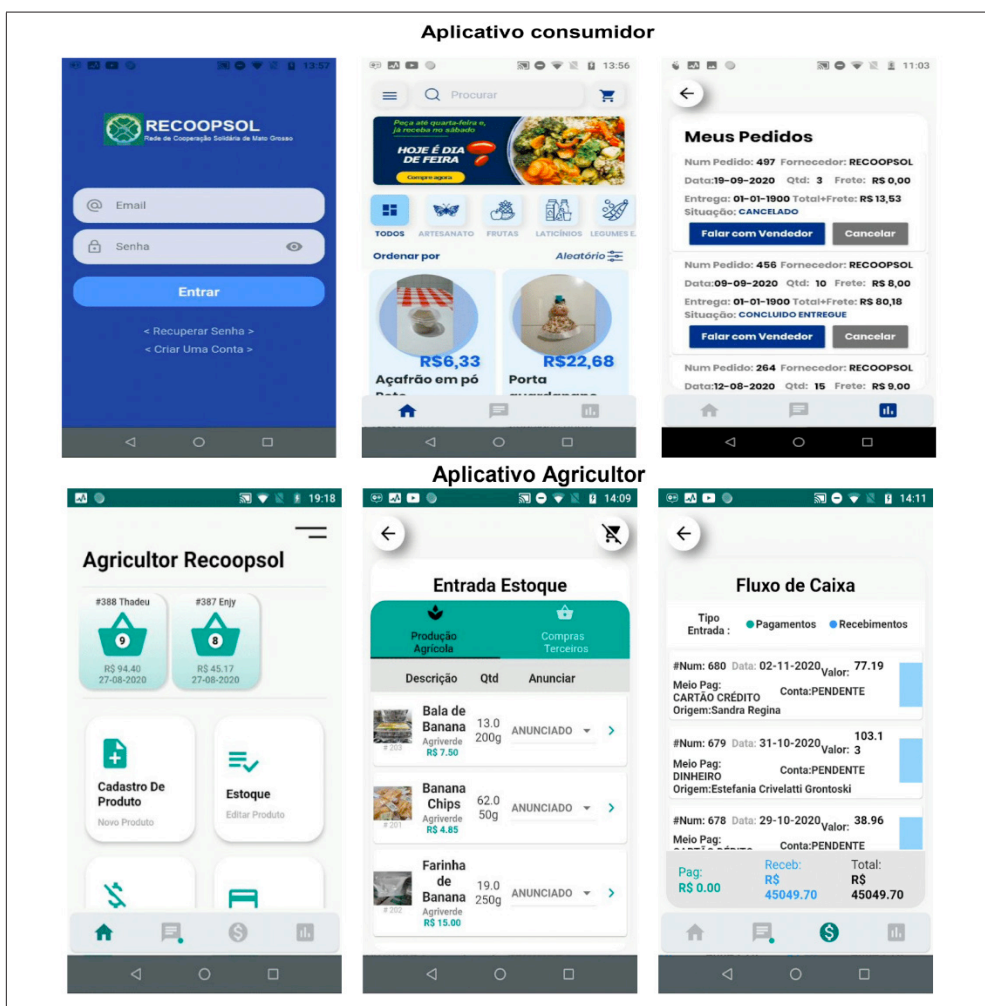 Aplicativo consumidor
13:57
RECOOPSOL
Rede de Cooperação Solidária de Mato Grosso
Email
Senha
Entrar
< Recuperar Senha >
< Criar Uma Conta >
13:56
Procurar
Peça até quarta-feira e,
já receba no sábado
HOJE É DIA
DE FEIRA
Compre agora
TODOS ARTESANATO FRUTAS LATICÍNIOS LEGUMES E
Ordenar por Aleatório
R$6,33
Açafrão em pó
R$22,68
Porta
guardanapo
11:03
Meus Pedidos
Num Pedido: 497 Fornecedor: RECOOPSOL
Data:19-09-2020 Qtd: 3 Frete: R$ 0,00
Entrega: 01-01-1900 Total+Frete: R$ 13,53
Situação: CANCELADO
Falar com Vendedor Cancelar
Num Pedido: 456 Fornecedor: RECOOPSOL
Data:09-09-2020 Qtd: 10 Frete: R$ 8,00
Entrega: 01-01-1900 Total+Frete: R$ 80,18
Situação: CONCLUIDO ENTREGUE
Falar com Vendedor Cancelar
Num Pedido: 264 Fornecedor: RECOOPSOL
Data:12-08-2020 Qtd: 15 Frete: R$ 9,00
Aplicativo Agricultor
19:18
Agricultor Recoopsol
#388 Thadeu
9
R$ 94.40
27-08-2020
#387 Enjy
8
R$ 45.17
27-08-2020
Cadastro De
Produto
Novo Produto
Estoque
Editar Produto
14:09
Entrada Estoque
Produção
Agrícola
Compras
Terceiros
Descrição Qtd Anunciar
Bala de
Banana
Agriverde
R$ 7.50
# 203
13.0
200g
ANUNCIADO
Banana
Chips
Agriverde
R$ 4.85
# 201
62.0
50g
ANUNCIADO
Farinha
de
Banana
Agriverde
R$ 15.00
# 202
19.0
250g
ANUNCIADO
14:11
Fluxo de Caixa
Tipo
Entrada :
Pagamentos Recebimentos
#Num: 680 Data: 02-11-2020 Valor: 77.19
Meio Pag:
CARTÃO CRÉDITO Conta:PENDENTE
Origem:Sandra Regina
#Num: 679 Data: 31-10-2020 Valor: 103.1
3
Meio Pag:
DINHEIRO Conta:PENDENTE
Origem:Estefania Crivelatti Grontoski
#Num: 678 Data: 29-10-2020 Valor: 38.96
Meio Pag:
Conta:PENDENTE
Pag:
R$ 0.00
Receb:
R$
45049.70
Total:
R$
45049.70